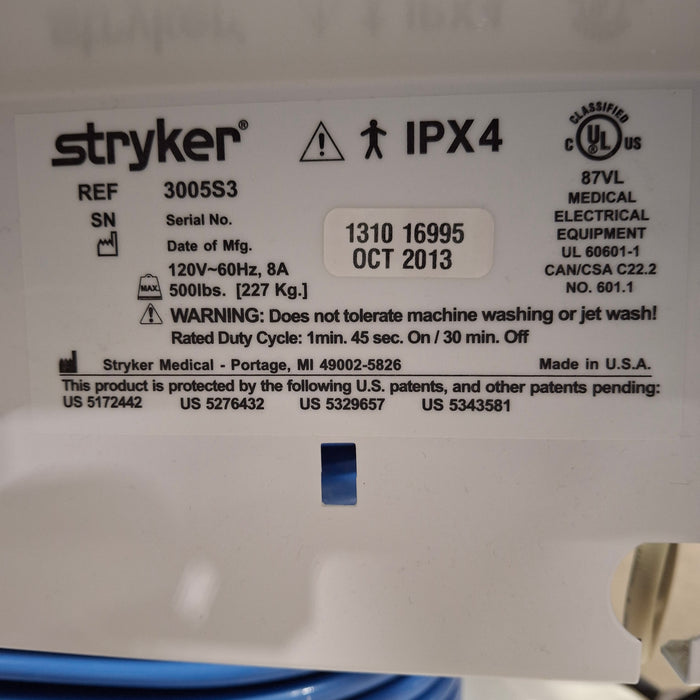 stryker® IPX4
CLASSIFIED
C UL® US
REF 3005S3
87VL
MEDICAL
ELECTRICAL
EQUIPMENT
UL 60601-1
CAN/CSA C22.2
NO. 601.1
SN Serial No. 1310 16995
Date of Mfg. OCT 2013
120V~60Hz, 8A
MAX. 500lbs. [227 Kg.]
WARNING: Does not tolerate machine washing or jet wash!
Rated Duty Cycle: 1min. 45 sec. On / 30 min. Off
Stryker Medical - Portage, MI 49002-5826 Made in U.S.A.
This product is protected by the following U.S. patents, and other patents pending:
US 5172442 US 5276432 US 5329657 US 5343581